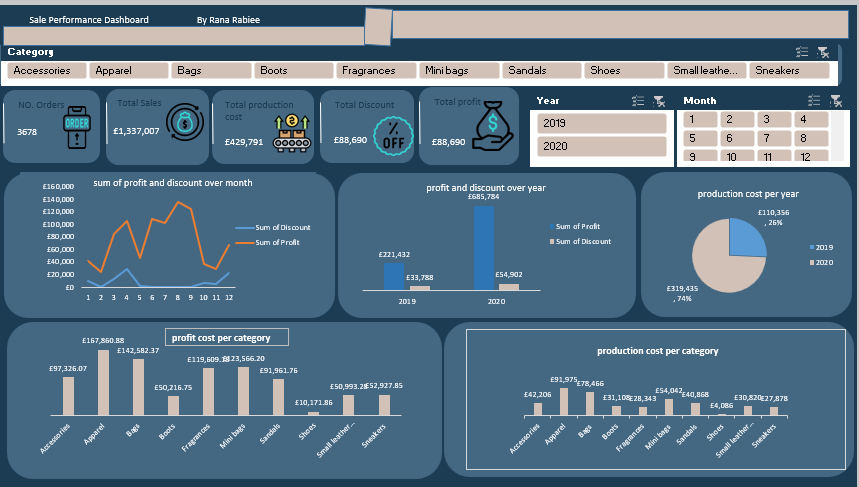 Sale Performance Dashboard By Rana Rabiee
Category
Accessories Apparel Bags Boots Fragrances Mini bags Sandals Shoes Small leathe... Sneakers
NO. Orders
3678
ORDER
Total Sales
£1,337,007
Total production
cost
£429,791
Total Discount
£88,690
% OFF
Total profit
£88,690
Year
2019
2020
Month
1 2 3 4
5 6 7 8
9 10 11 12
sum of profit and discount over month
£160,000
£140,000
£120,000
£100,000
£80,000
£60,000
£40,000
£20,000
£0
1 2 3 4 5 6 7 8 9 10 11 12
Sum of Discount
Sum of Profit
profit and discount over year
£685,784
£221,432
£33,788
£54,902
2019 2020
Sum of Profit
Sum of Discount
production cost per year
£110,356
, 26%
£319,435
, 74%
2019
2020
profit cost per category
£97,326.07 £167,860.88 £142,582.37 £50,216.75 £123,566.20 £91,961.76 £10,171.86 £52,927.85
Accessories Apparel Bags Boots Fragrances Mini bags Sandals Shoes Small leather... Sneakers
production cost per category
£42,206 £91,975 £78,466 £31,108 £28,343 £54,042 £40,868 £4,086 £30,820 £27,878
Accessories Apparel Bags Boots Fragrances Mini bags Sandals Shoes Small leather... Sneakers